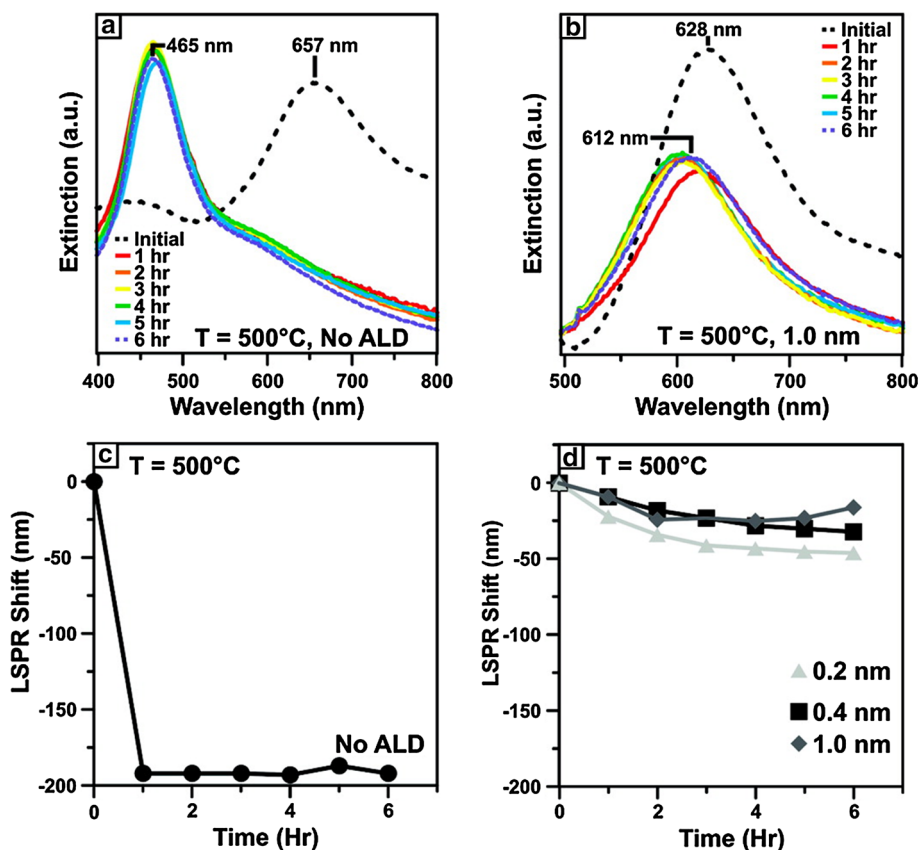 a
465 nm
657 nm
Extinction (a.u.)
Initial
1 hr
2 hr
3 hr
4 hr
5 hr
6 hr
T = 500°C, No ALD
400 500 600 700 800
Wavelength (nm)
b
628 nm
Initial
1 hr
2 hr
3 hr
4 hr
5 hr
6 hr
612 nm
Extinction (a.u.)
T = 500°C, 1.0 nm
500 600 700 800
Wavelength (nm)
c
T = 500°C
0
-50
-100
-150
-200
LSPR Shift (nm)
No ALD
0 2 4 6
Time (Hr)
d
T = 500°C
0
-50
-100
-150
-200
LSPR Shift (nm)
0.2 nm
0.4 nm
1.0 nm
0 2 4 6
Time (Hr)